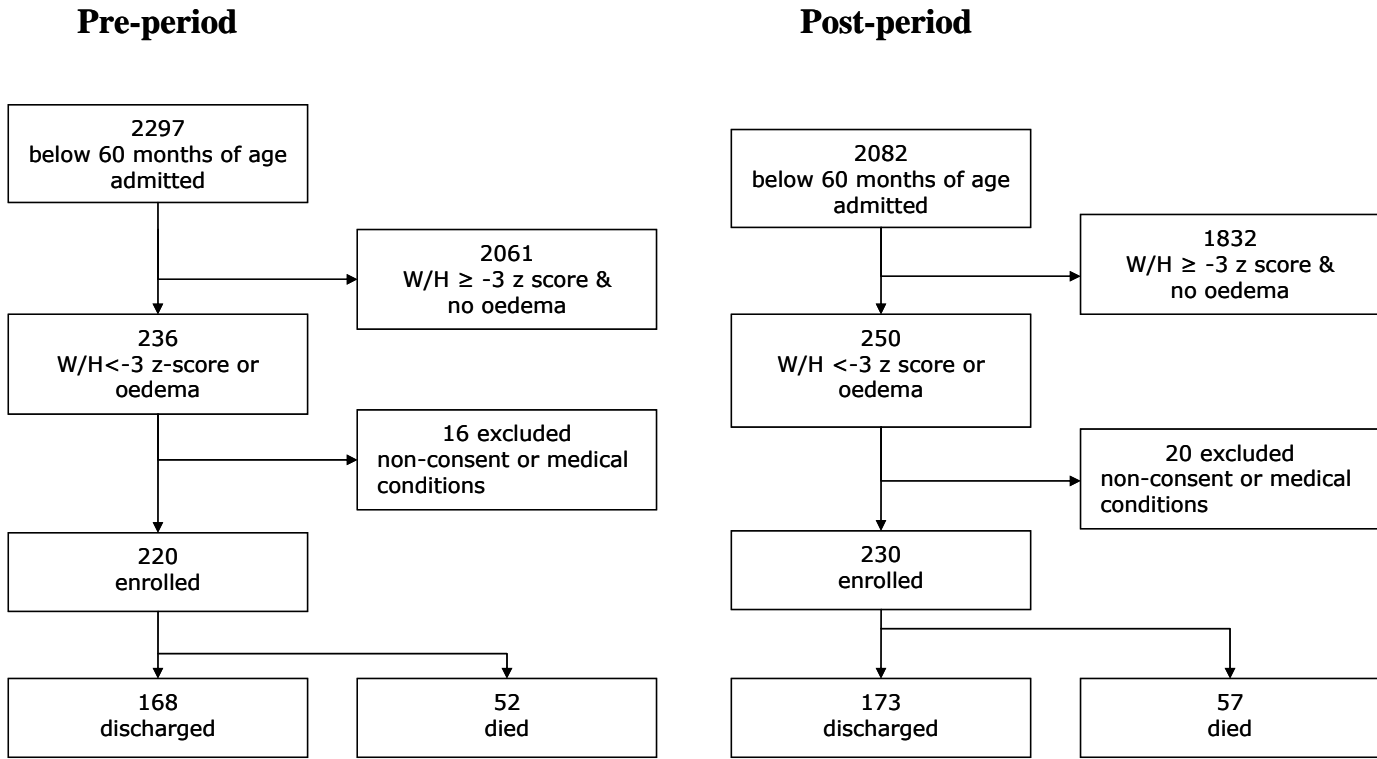 Pre-period
2297
below 60 months of age
admitted
2061
W/H ≥ -3 z score &
no oedema
236
W/H<-3 z-score or
oedema
16 excluded
non-consent or medical
conditions
220
enrolled
168
discharged
52
died
Post-period
2082
below 60 months of age
admitted
1832
W/H ≥ -3 z score &
no oedema
250
W/H <-3 z score or
oedema
20 excluded
non-consent or medical
conditions
230
enrolled
173
discharged
57
died